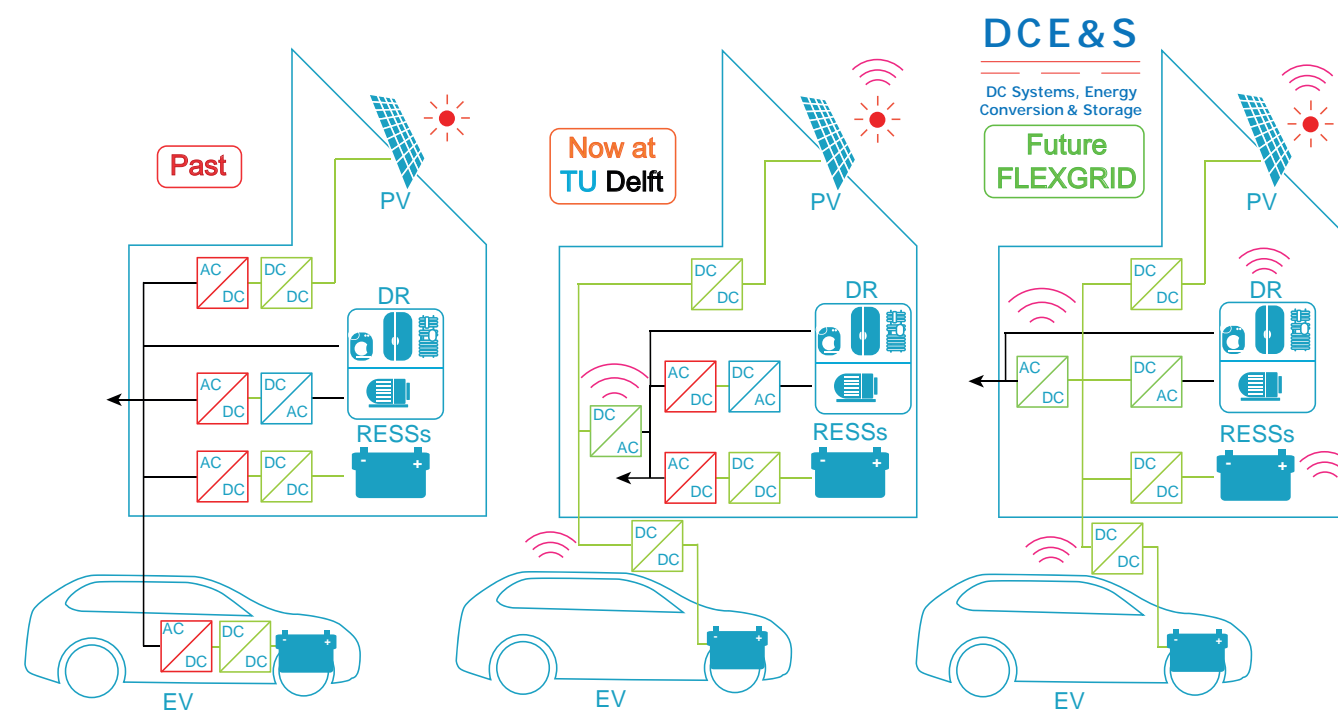 DCE&S
DC Systems, Energy
Conversion & Storage
Past
PV
AC
DC
DC
DC
DR
AC
DC
DC
AC
RESSs
AC
DC
DC
DC
-
+
AC
DC
DC
DC
-
+
EV
Now at
TU Delft
PV
DC
DC
DR
AC
DC
DC
AC
DC
AC
RESSs
AC
DC
DC
DC
-
+
DC
DC
-
+
EV
Future
FLEXGRID
PV
DC
DC
DR
AC
DC
DC
AC
RESSs
DC
DC
-
+
DC
DC
-
+
EV